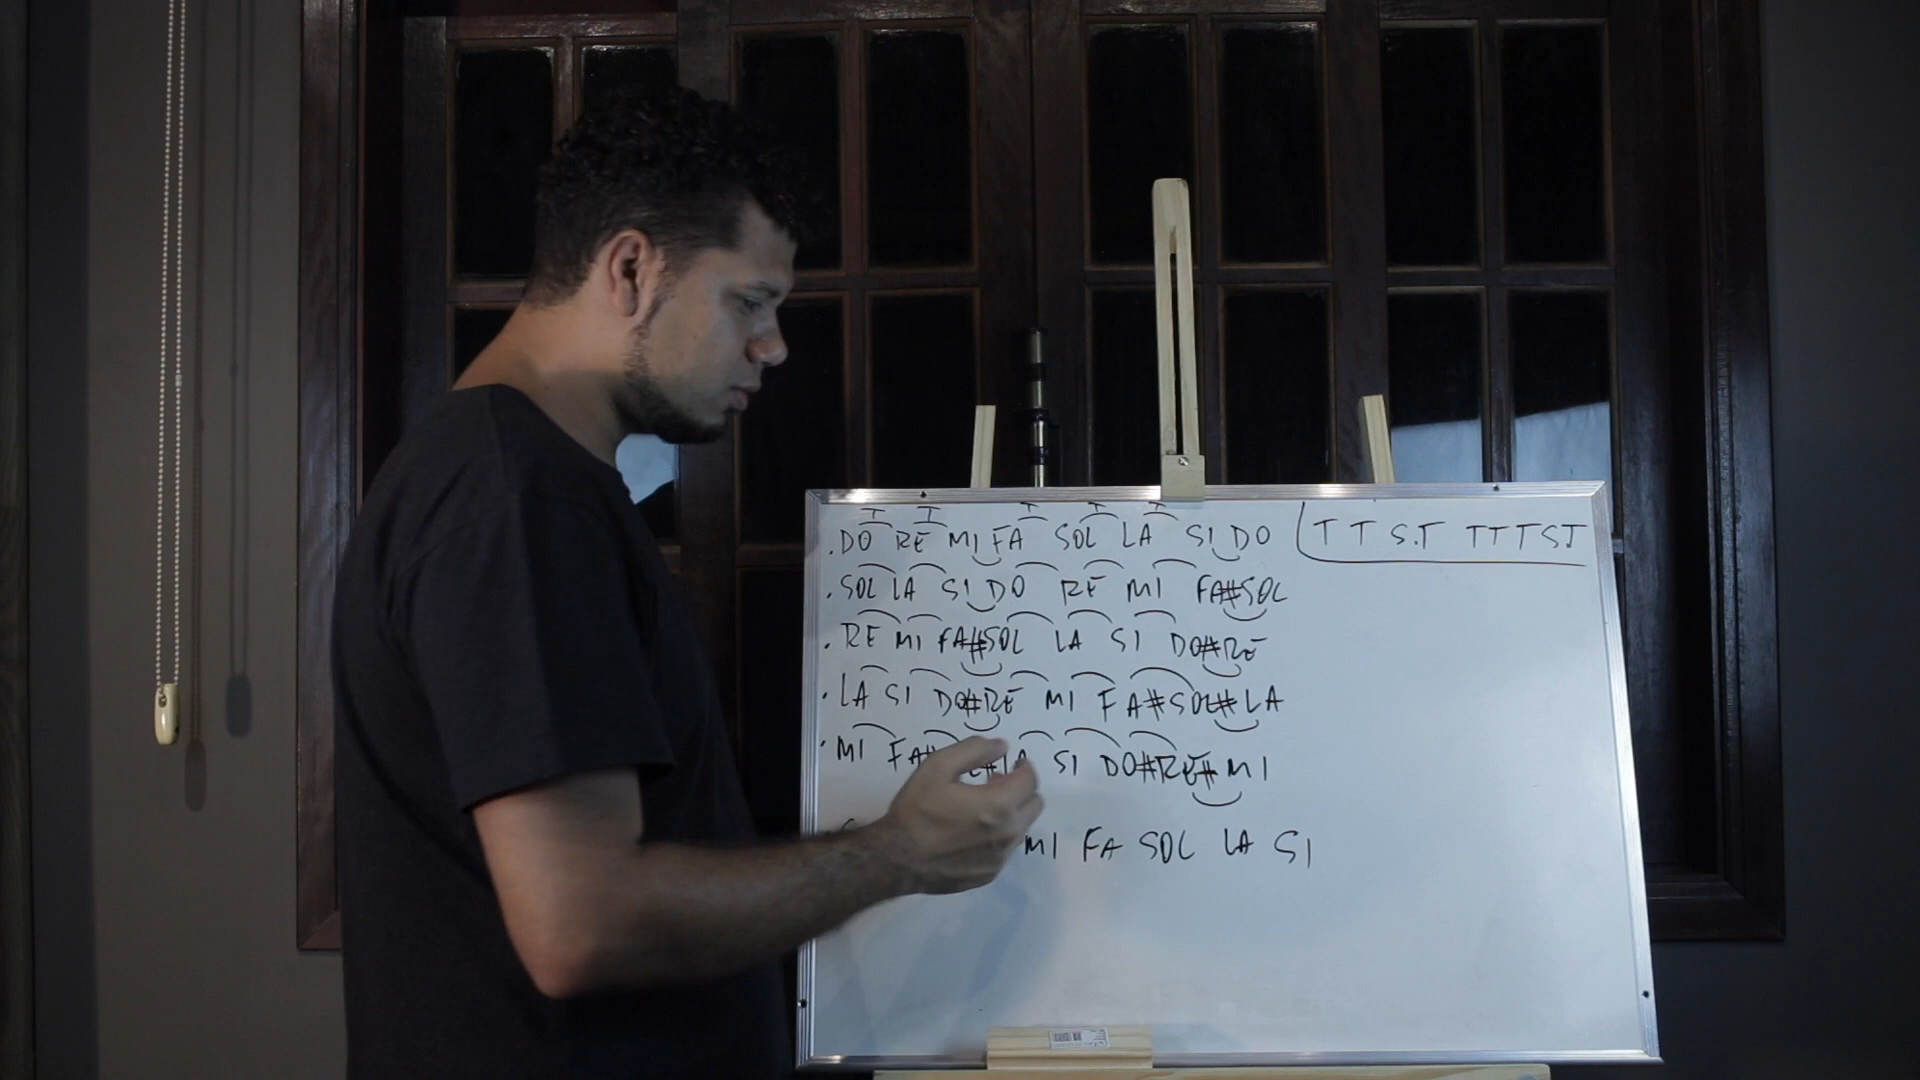 .DO RE MI FA SOL LA SI DO
T T T T T
T T S.T T T T S.T
.SOL LA SI DO RE MI FA# SOL
.RE MI FA# SOL LA SI DO# RE
.LA SI DO# RE MI FA# SOL# LA
.MI FA# LA SI DO# RE# MI
MI FA SOL LA SI